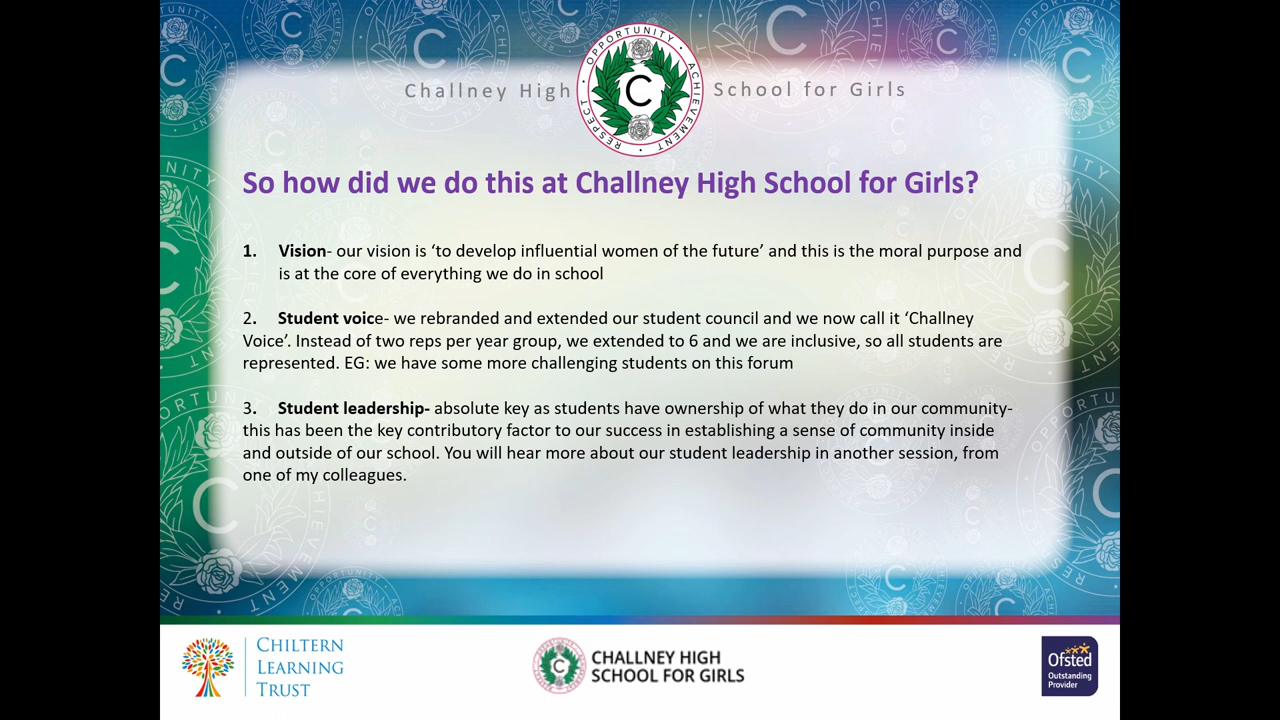 Challney High School for Girls
OPPORTUNITY · ACHIEVEMENT · RESPECT
C
So how did we do this at Challney High School for Girls?
1. Vision- our vision is ‘to develop influential women of the future’ and this is the moral purpose and
is at the core of everything we do in school
2. Student voice- we rebranded and extended our student council and we now call it ‘Challney
Voice’. Instead of two reps per year group, we extended to 6 and we are inclusive, so all students are
represented. EG: we have some more challenging students on this forum
3. Student leadership- absolute key as students have ownership of what they do in our community-
this has been the key contributory factor to our success in establishing a sense of community inside
and outside of our school. You will hear more about our student leadership in another session, from
one of my colleagues.
CHILTERN
LEARNING
TRUST
C
CHALLNEY HIGH
SCHOOL FOR GIRLS
Ofsted
Outstanding
Provider